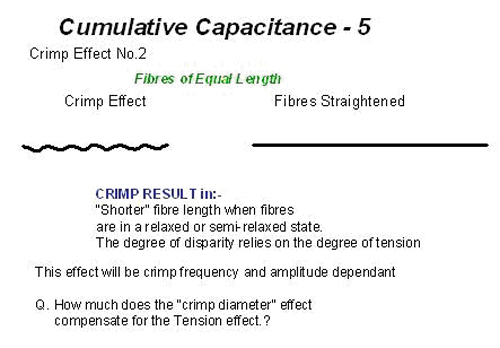 Cumulative Capacitance - 5
Crimp Effect No.2
Fibres of Equal Length
Crimp Effect
Fibres Straightened
CRIMP RESULT in:-
"Shorter" fibre length when fibres
are in a relaxed or semi-relaxed state.
The degree of disparity relies on the degree of tension
This effect will be crimp frequency and amplitude dependant
Q. How much does the "crimp diameter" effect
compensate for the Tension effect.?